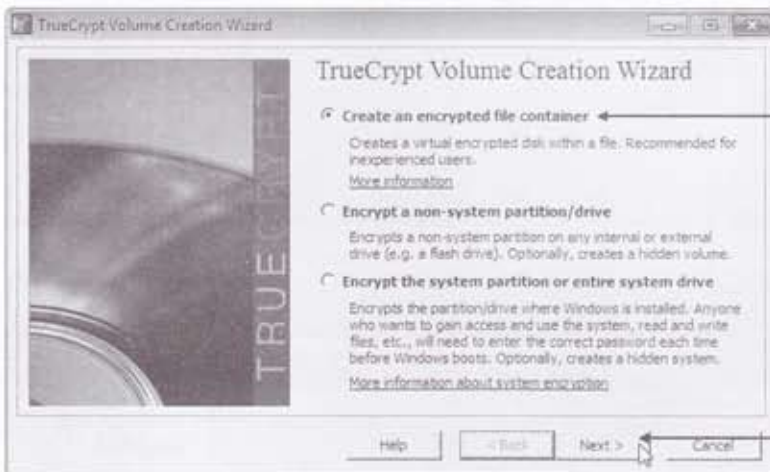 TrueCrypt Volume Creation Wizard
TRUECRYPT
TrueCrypt Volume Creation Wizard
Create an encrypted file container
Creates a virtual encrypted disk within a file. Recommended for
inexperienced users.
More information
Encrypt a non-system partition/drive
Encrypts a non-system partition on any internal or external
drive (e.g. a flash drive). Optionally, creates a hidden volume.
Encrypt the system partition or entire system drive
Encrypts the partition/drive where Windows is installed. Anyone
who wants to gain access and use the system, read and write
files, etc., will need to enter the correct password each time
before Windows boots. Optionally, creates a hidden system.
More information about system encryption
Help < Back Next > Cancel